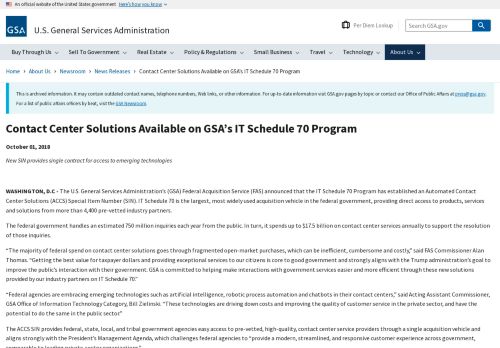 An official website of the United States government Here's how you know
GSA U.S. General Services Administration
Per Diem Lookup
Search GSA.gov
Buy Through Us Sell To Government Real Estate Policy & Regulations Small Business Travel Technology About Us
Home › About Us › Newsroom › News Releases › Contact Center Solutions Available on GSA's IT Schedule 70 Program
This is archived information. It may contain outdated contact names, telephone numbers, Web links, or other information. For up-to-date information visit GSA.gov pages by topic or contact our Office of Public Affairs at press@gsa.gov.
For a list of public affairs officers by beat, visit the GSA Newsroom.
Contact Center Solutions Available on GSA's IT Schedule 70 Program
October 01, 2018
New SIN provides single contract for access to emerging technologies
WASHINGTON, D.C - The U.S. General Services Administration's (GSA) Federal Acquisition Service (FAS) announced that the IT Schedule 70 Program has established an Automated Contact
Center Solutions (ACCS) Special Item Number (SIN). IT Schedule 70 is the largest, most widely used acquisition vehicle in the federal government, providing direct access to products, services
and solutions from more than 4,400 pre-vetted industry partners.
The federal government handles an estimated 750 million inquiries each year from the public. In turn, it spends up to $17.5 billion on contact center services annually to support the resolution
of those inquiries.
"The majority of federal spend on contact center solutions goes through fragmented open-market purchases, which can be inefficient, cumbersome and costly," said FAS Commissioner Alan
Thomas. "Getting the best value for taxpayer dollars and providing exceptional services to our citizens is core to good government and strongly aligns with the Trump administration's goal to
improve the public's interaction with their government. GSA is committed to helping make interactions with government services easier and more efficient through these new solutions
provided by our industry partners on IT Schedule 70."
"Federal agencies are embracing emerging technologies such as artificial intelligence, robotic process automation and chatbots in their contact centers," said Acting Assistant Commissioner,
GSA Office of Information Technology Category, Bill Zielinski. "These technologies are driving down costs and improving the quality of customer service in the private sector, and have the
potential to do the same in the public sector"
The ACCS SIN provides federal, state, local, and tribal government agencies easy access to pre-vetted, high-quality, contact center service providers through a single acquisition vehicle and
aligns strongly with the President's Management Agenda, which challenges federal agencies to "provide a modern, streamlined, and responsive customer experience across government,